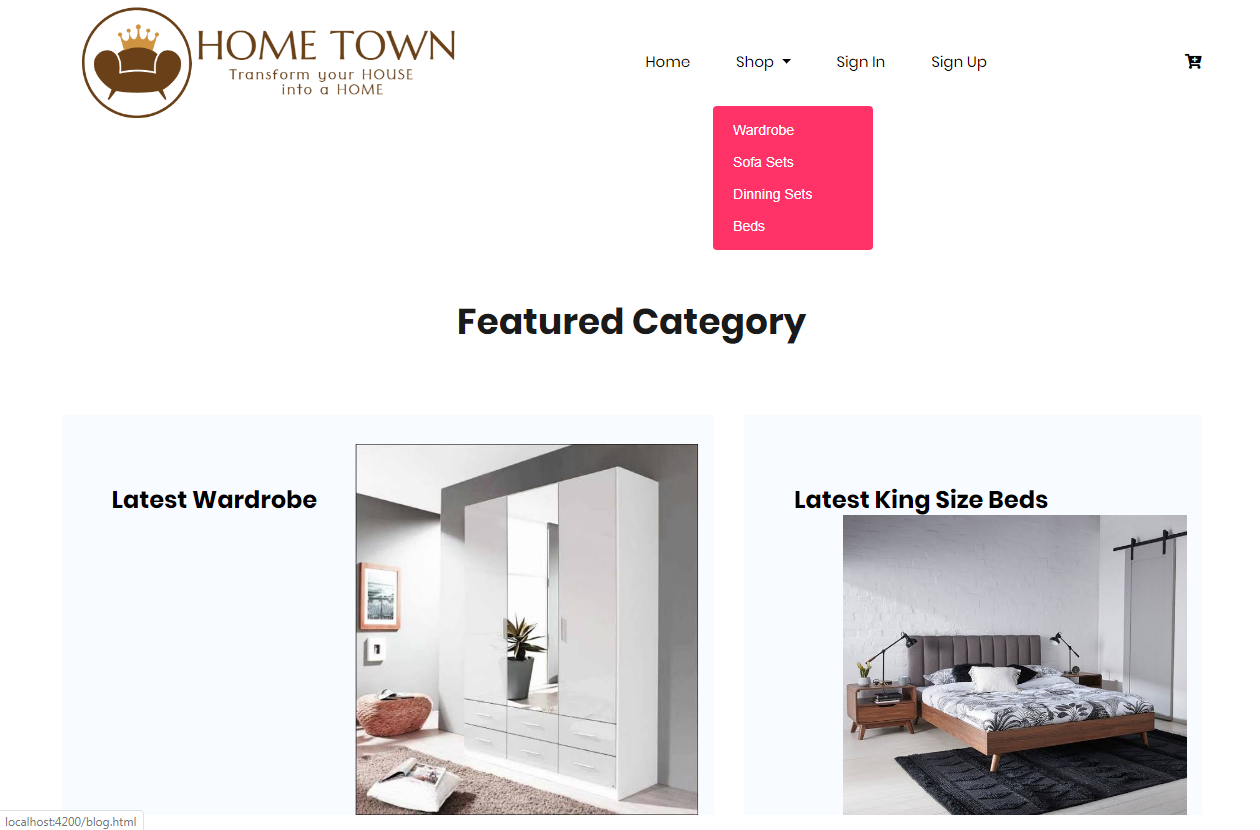 HOME TOWN
Transform your HOUSE
into a HOME
Home
Shop
Sign In
Sign Up
Wardrobe
Sofa Sets
Dinning Sets
Beds
Featured Category
Latest Wardrobe
Latest King Size Beds
localhost:4200/blog.html